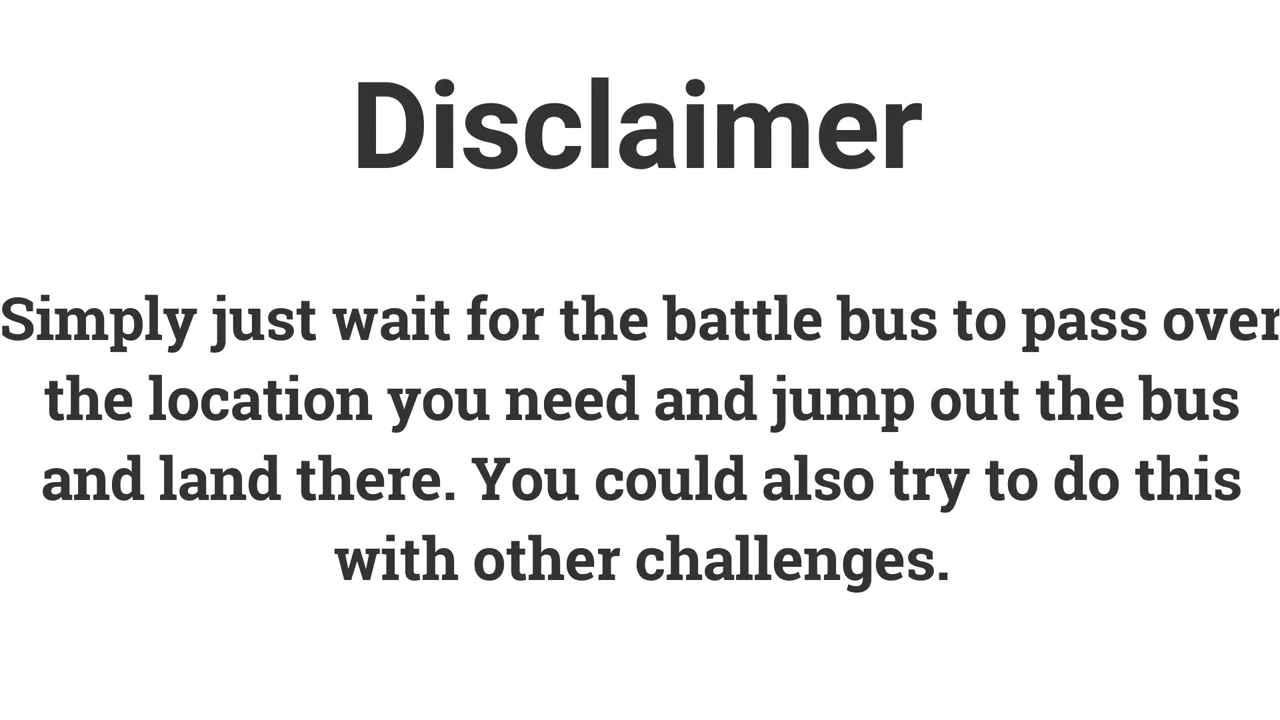 Disclaimer
Simply just wait for the battle bus to pass over
the location you need and jump out the bus
and land there. You could also try to do this
with other challenges.